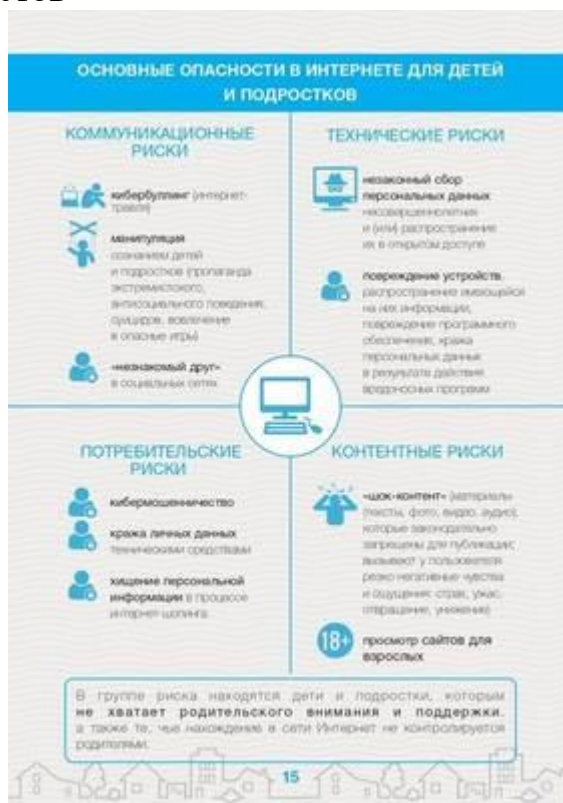 ОСНОВНЫЕ ОПАСНОСТИ В ИНТЕРНЕТЕ ДЛЯ ДЕТЕЙ
И ПОДРОСТКОВ
КОММУНИКАЦИОННЫЕ
РИСКИ
кибербуллинг (интернет-
травля)
манипуляция
сознанием детей
и подростков (пропаганда
экстремистского,
антисоциального поведения,
суицидов, вовлечение
в опасные игры)
«незнакомый друг»
в социальных сетях
ТЕХНИЧЕСКИЕ РИСКИ
незаконный сбор
персональных данных
несовершеннолетних
и (или) распространение
их в открытом доступе
повреждение устройств,
распространение имеющейся
на них информации,
повреждение программного
обеспечения, кража
персональных данных
в результате действия
вредоносных программ
ПОТРЕБИТЕЛЬСКИЕ
РИСКИ
кибермошенничество
кража личных данных
техническими средствами
хищение персональной
информации в процессе
интернет-шопинга
КОНТЕНТНЫЕ РИСКИ
«шок-контент» (материалы
(тексты, фото, видео, аудио),
которые законодательно
запрещены для публикации;
вызывают у пользователя
резко негативные чувства
и ощущения: страх, ужас,
отвращение, унижение)
18+
просмотр сайтов для
взрослых
В группе риска находятся дети и подростки, которым
не хватает родительского внимания и поддержки,
а также те, чье нахождение в сети Интернет не контролируется
родителями.
15